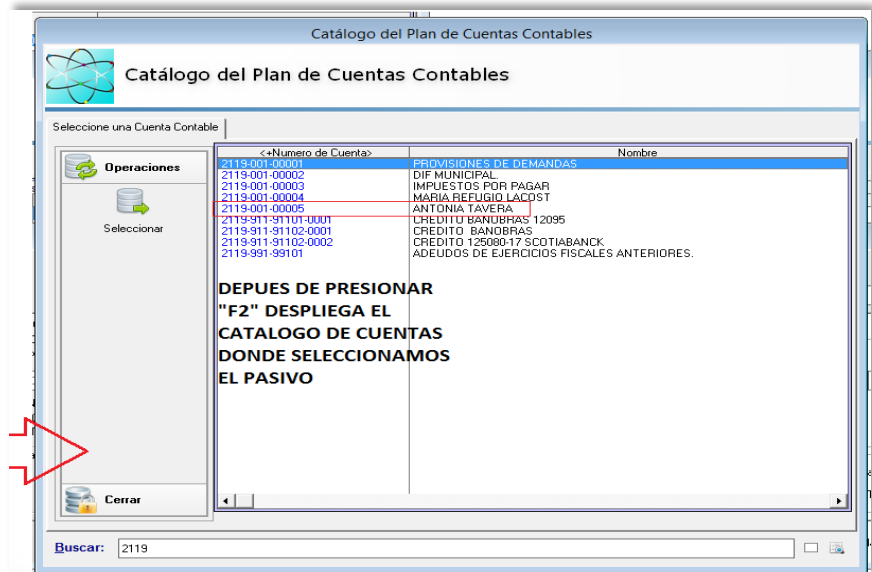 Catálogo del Plan de Cuentas Contables
Catálogo del Plan de Cuentas Contables
Seleccione una Cuenta Contable
Operaciones
Seleccionar
Cerrar
<+Numero de Cuenta> Nombre
2119-001-00001 PROVISIONES DE DEMANDAS
2119-001-00002 DIF MUNICIPAL.
2119-001-00003 IMPUESTOS POR PAGAR
2119-001-00004 MARIA REFUGIO LACOST
2119-001-00005 ANTONIA TAVERA
2119-911-91101-0001 CREDITO BANOBRAS 12095
2119-911-91102-0001 CREDITO BANOBRAS
2119-911-91102-0002 CREDITO 125080-17 SCOTIABANCK
2119-991-99101 ADEUDOS DE EJERCICIOS FISCALES ANTERIORES.
DEPUES DE PRESIONAR
"F2" DESPLIEGA EL
CATALOGO DE CUENTAS
DONDE SELECCIONAMOS
EL PASIVO
Buscar: 2119